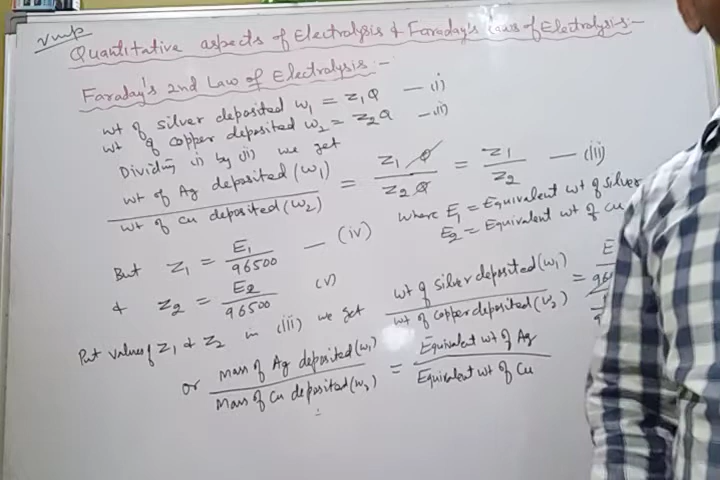 vmp
Quantitative aspects of Electrolysis & Faraday's Laws of Electrolysis:-
Faraday's 2nd Law of Electrolysis:-
wt of silver deposited w₁ = Z₁Q — (i)
wt of copper deposited w₂ = Z₂Q — (ii)
Dividing (i) by (ii) we get
wt of Ag deposited (w₁) / wt of Cu deposited (w₂) = Z₁Q / Z₂Q = Z₁ / Z₂ — (iii)
where E₁ = Equivalent wt of silver
E₂ = Equivalent wt of Cu
But Z₁ = E₁ / 96500 — (iv)
& Z₂ = E₂ / 96500 (v)
Put values of Z₁ & Z₂ in (iii) we get wt of silver deposited (w₁) / wt of copper deposited (w₂) = E
or Mass of Ag deposited (w₁) / Mass of Cu deposited (w₂) = Equivalent wt of Ag / Equivalent wt of Cu